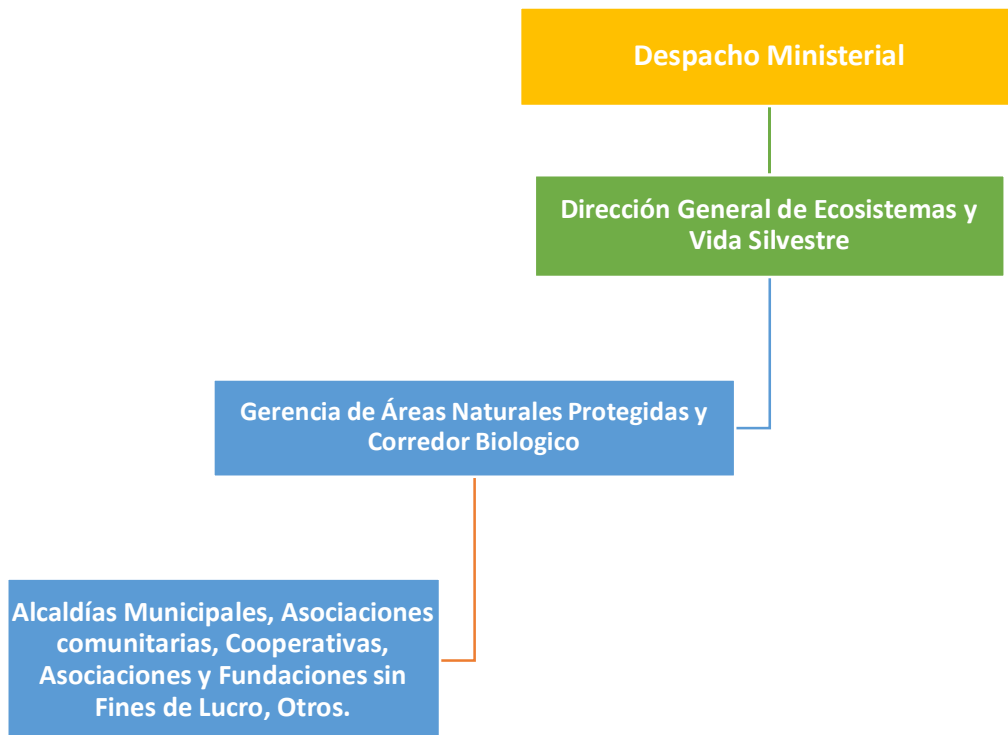 Despacho Ministerial
Dirección General de Ecosistemas y
Vida Silvestre
Gerencia de Áreas Naturales Protegidas y
Corredor Biologico
Alcaldías Municipales, Asociaciones
comunitarias, Cooperativas,
Asociaciones y Fundaciones sin
Fines de Lucro, Otros.